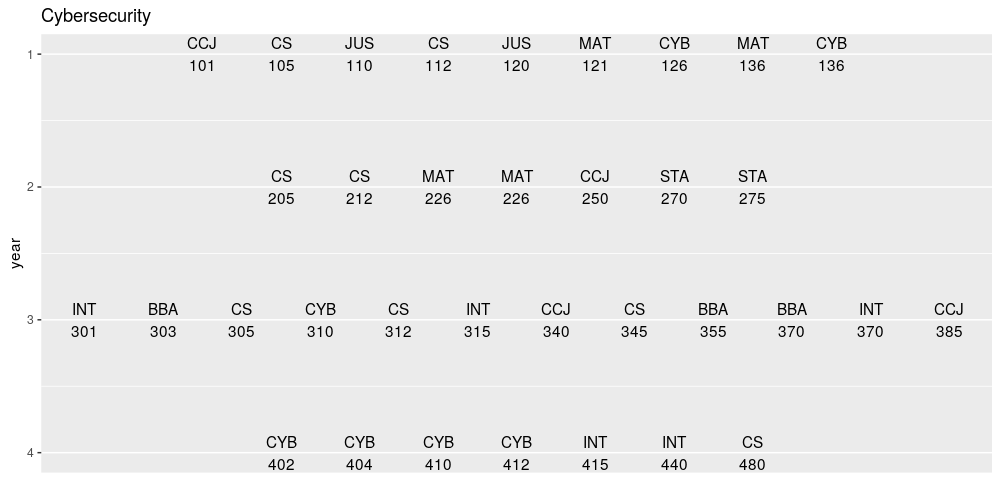 Cybersecurity
CCJ CS JUS CS JUS MAT CYB MAT CYB
1
101 105 110 112 120 121 126 136 136
CS CS MAT MAT CCJ STA STA
2
205 212 226 226 250 270 275
year
INT BBA CS CYB CS INT CCJ CS BBA BBA INT CCJ
3
301 303 305 310 312 315 340 345 355 370 370 385
CYB CYB CYB CYB INT INT CS
4
402 404 410 412 415 440 480